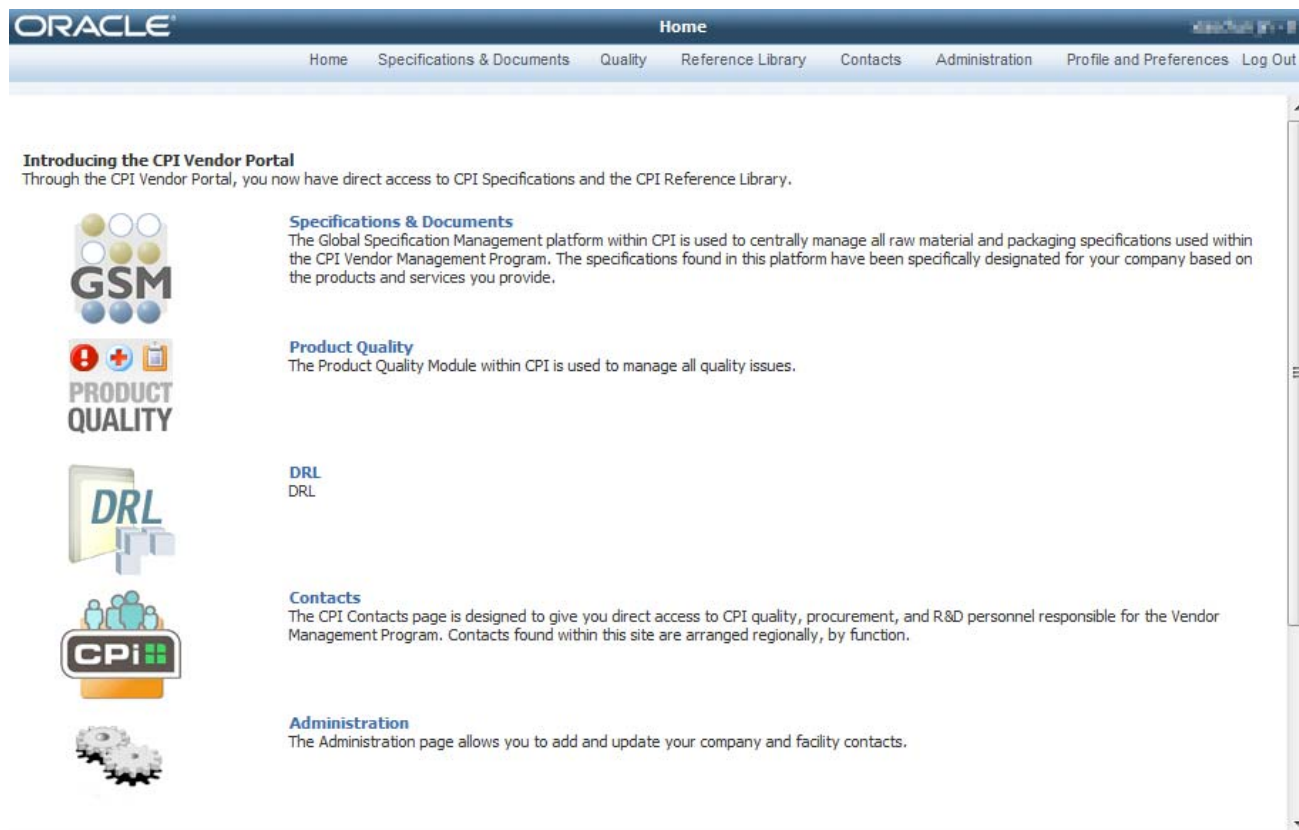 ORACLE
Home
Home Specifications & Documents Quality Reference Library Contacts Administration Profile and Preferences Log Out
Introducing the CPI Vendor Portal
Through the CPI Vendor Portal, you now have direct access to CPI Specifications and the CPI Reference Library.
GSM
Specifications & Documents
The Global Specification Management platform within CPI is used to centrally manage all raw material and packaging specifications used within
the CPI Vendor Management Program. The specifications found in this platform have been specifically designated for your company based on
the products and services you provide.
PRODUCT
QUALITY
Product Quality
The Product Quality Module within CPI is used to manage all quality issues.
DRL
DRL
DRL
CPi
Contacts
The CPI Contacts page is designed to give you direct access to CPI quality, procurement, and R&D personnel responsible for the Vendor
Management Program. Contacts found within this site are arranged regionally, by function.
Administration
The Administration page allows you to add and update your company and facility contacts.